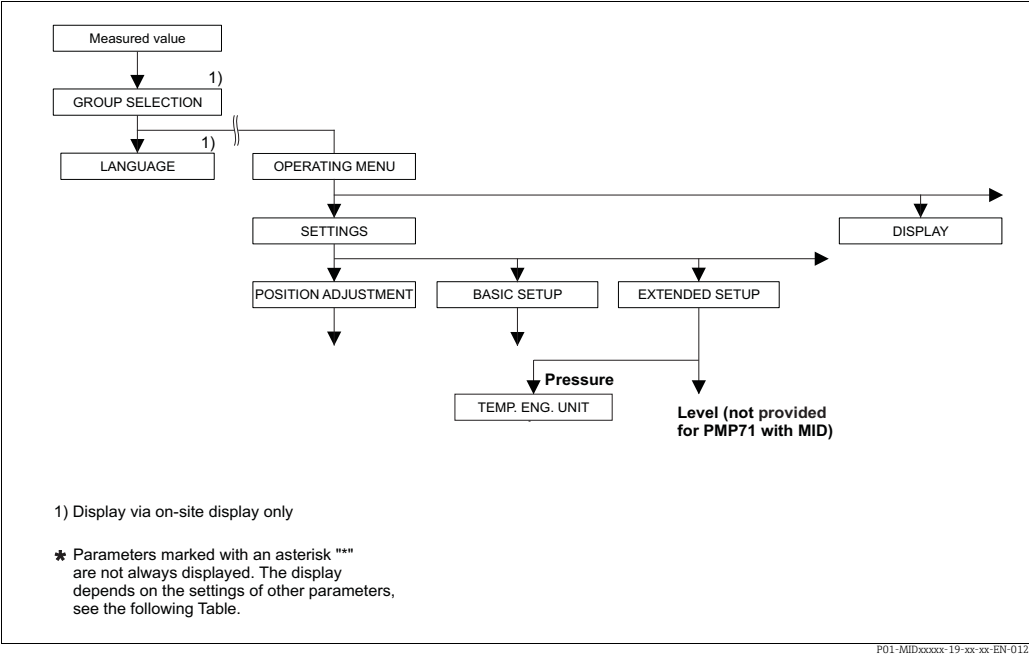 Measured value
1)
GROUP SELECTION
1)
LANGUAGE
OPERATING MENU
SETTINGS
DISPLAY
POSITION ADJUSTMENT
BASIC SETUP
EXTENDED SETUP
Pressure
TEMP. ENG. UNIT
Level (not provided
for PMP71 with MID)
1) Display via on-site display only
* Parameters marked with an asterisk "*"
are not always displayed. The display
depends on the settings of other parameters,
see the following Table.
P01-MIDxxxxx-19-xx-xx-EN-012